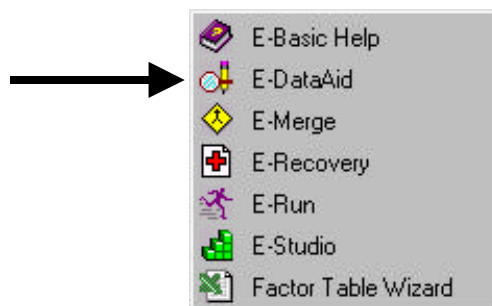 E-Basic Help
E-DataAid
E-Merge
E-Recovery
E-Run
E-Studio
Factor Table Wizard